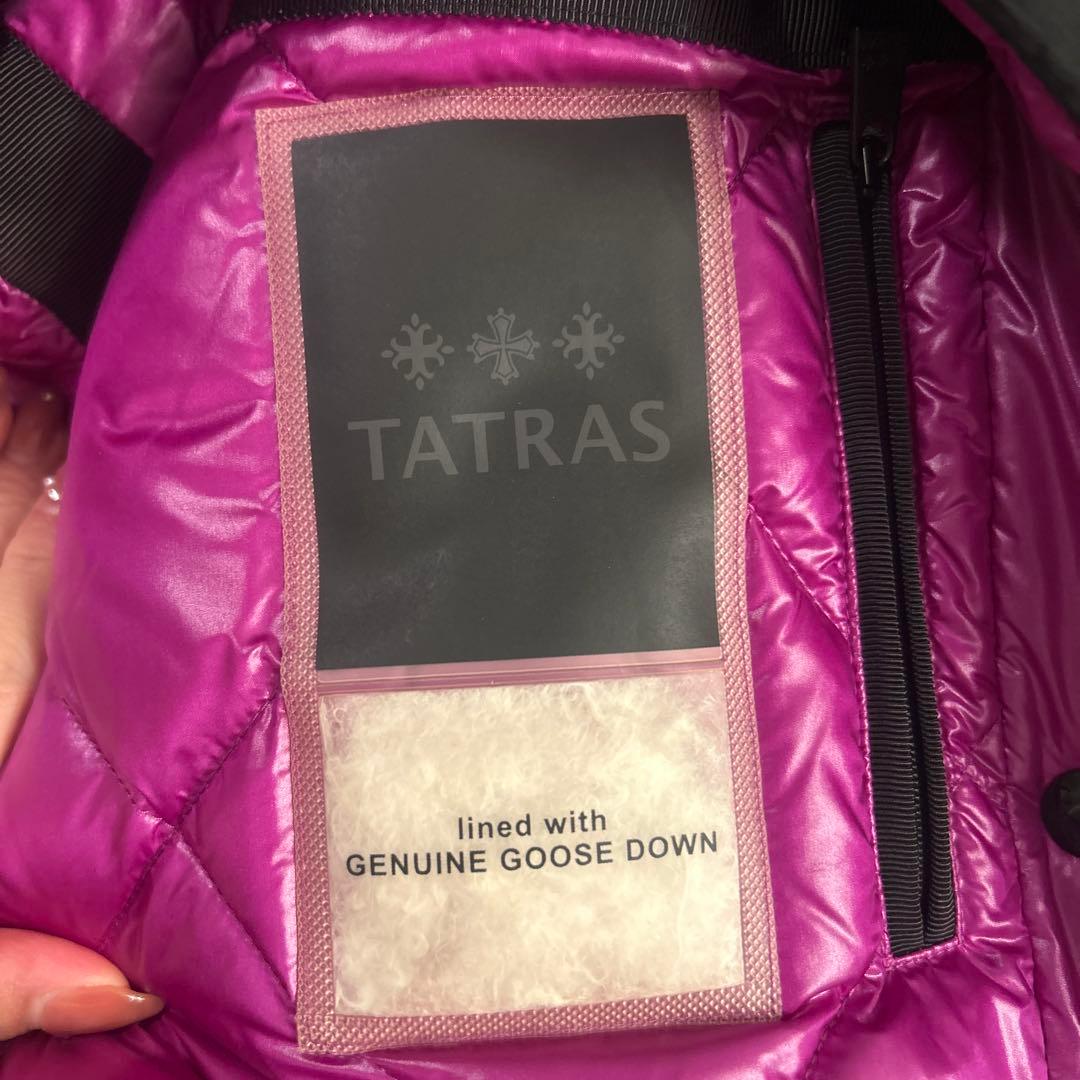 TATRAS
lined with
GENUINE GOOSE DOWN